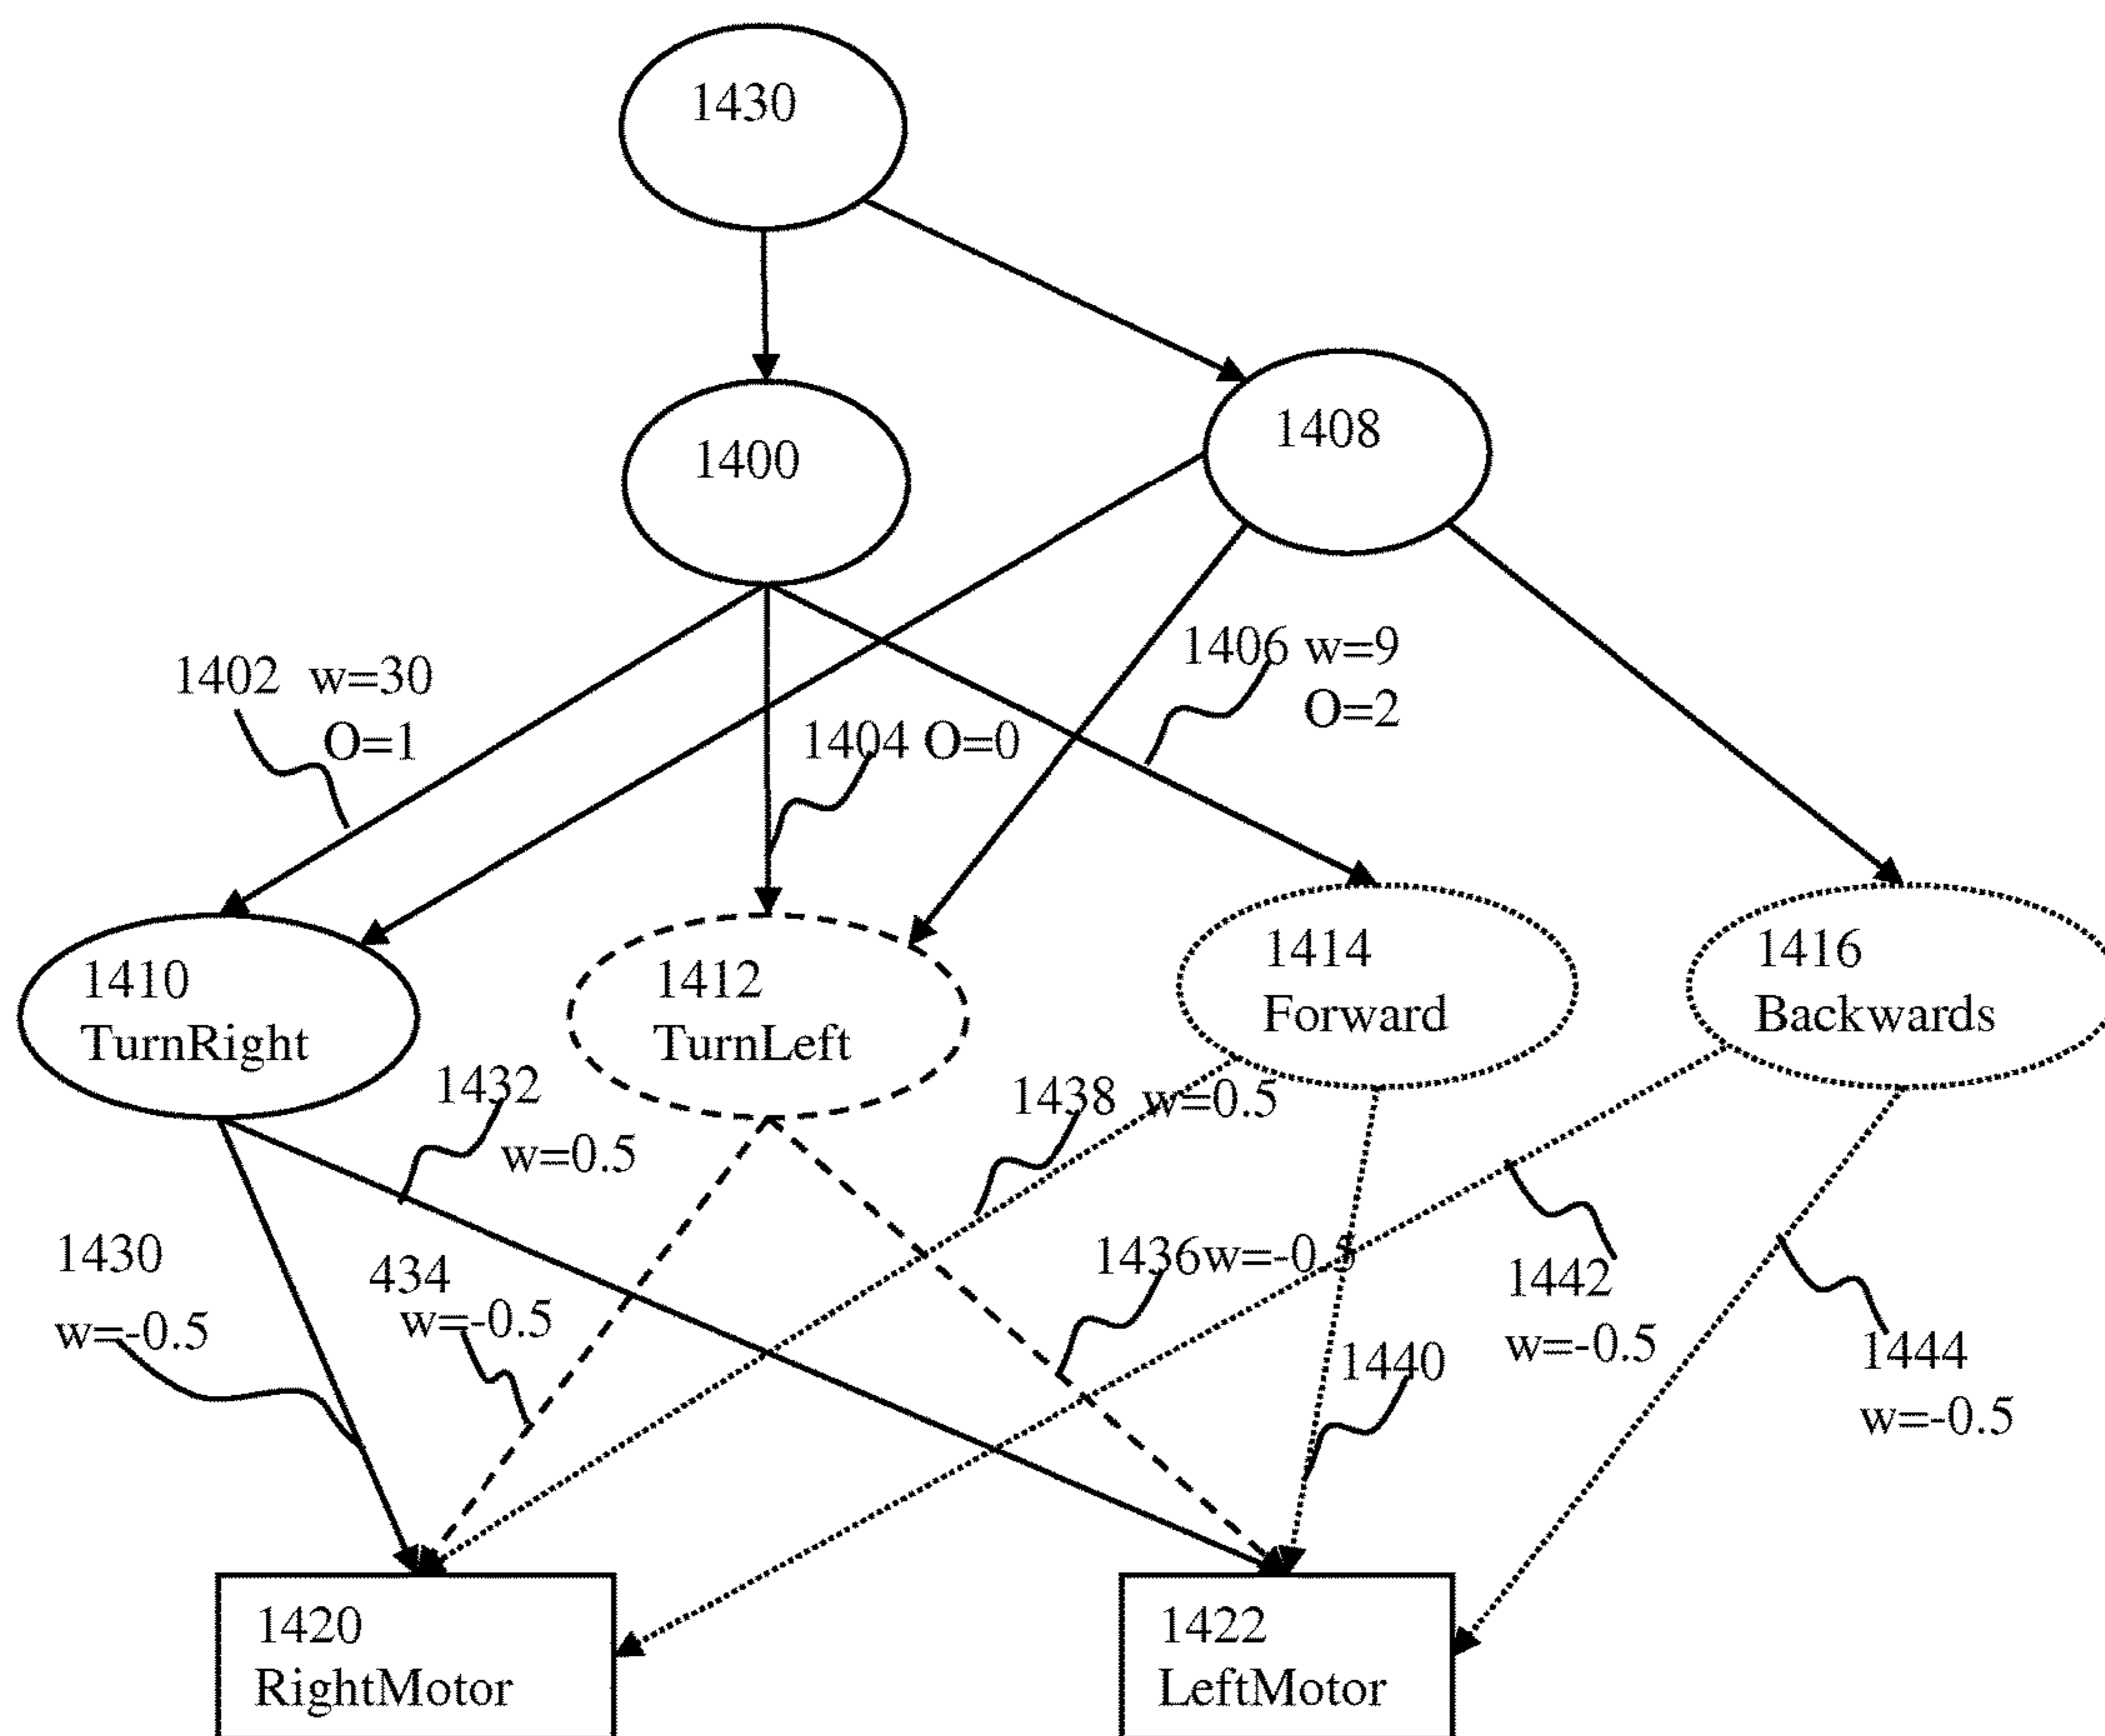 1430
1400
1408
1402 w=30
O=1
1404 O=0
1406 w=9
O=2
1410
TurnRight
1412
TurnLeft
1414
Forward
1416
Backwards
1432
w=0.5
1438 w=0.5
1430
w=-0.5
434
w=-0.5
1436w=-0.5
1440
1442
w=-0.5
1444
w=-0.5
1420
RightMotor
1422
LeftMotor